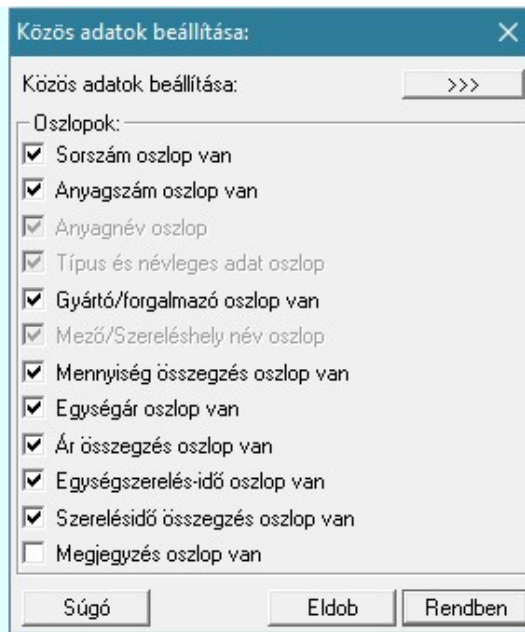 Közös adatok beállítása:
Közös adatok beállítása: >>>
Oszlopok:
Sorszám oszlop van
Anyagszám oszlop van
Anyagnév oszlop
Típus és névleges adat oszlop
Gyártó/forgalmazó oszlop van
Mező/Szereléshely név oszlop
Mennyiség összegzés oszlop van
Egységár oszlop van
Ár összegzés oszlop van
Egységszerelés-idő oszlop van
Szerelésidő összegzés oszlop van
Megjegyzés oszlop van
Súgó Eldob Rendben